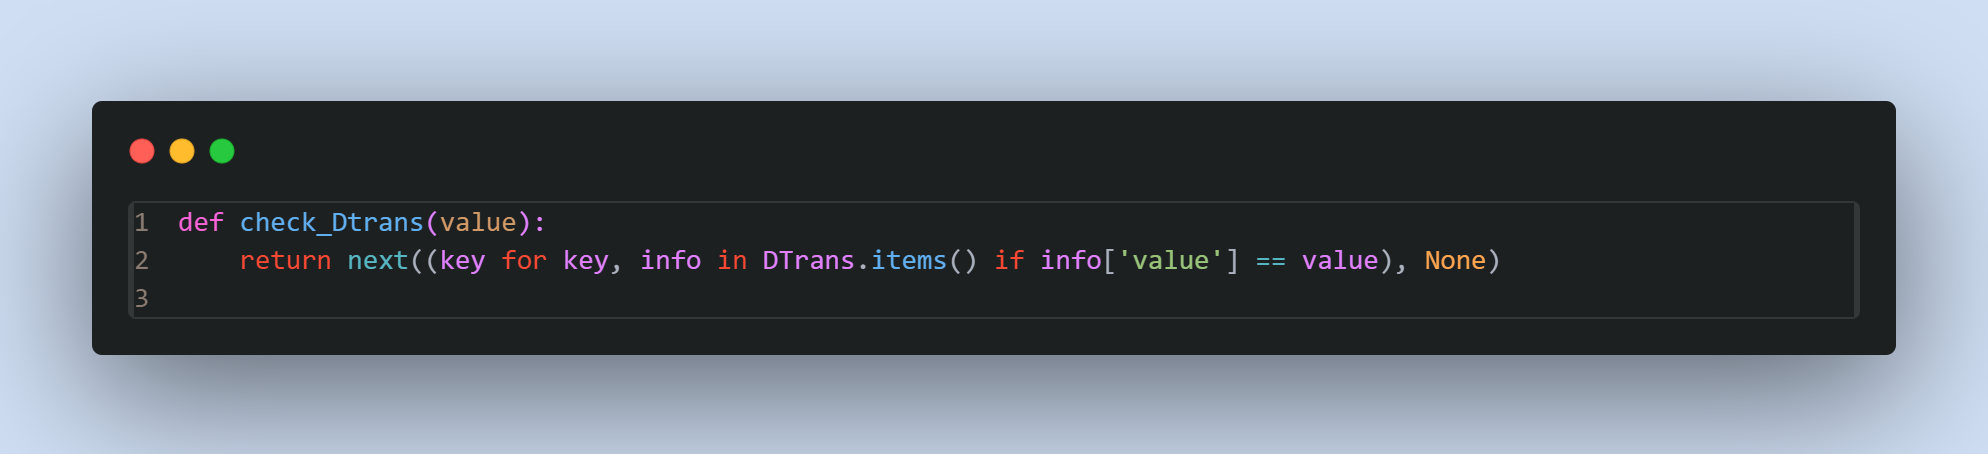 1 def check_Dtrans(value):
2     return next((key for key, info in DTrans.items() if info['value'] == value), None)
3